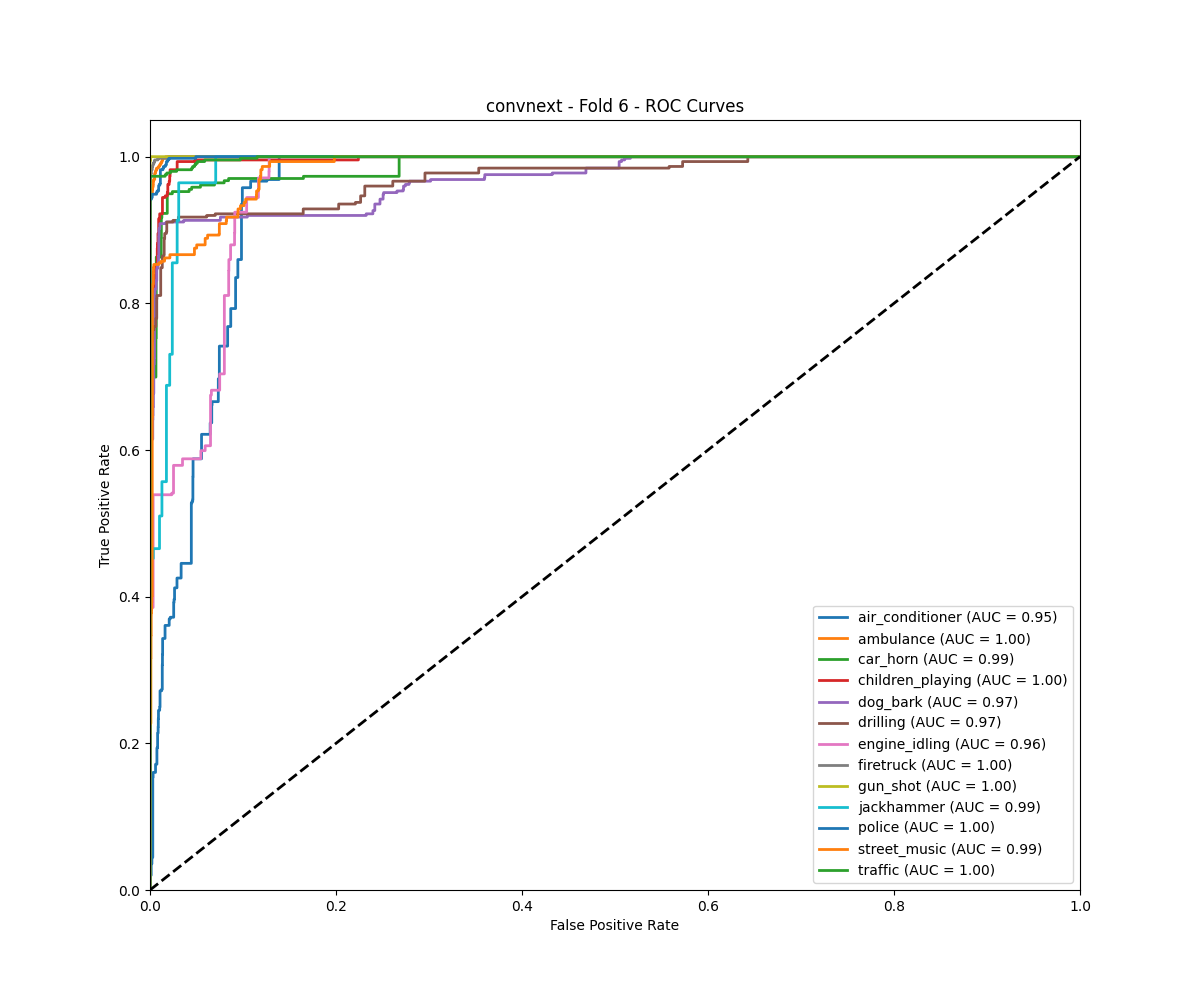 convnext - Fold 6 - ROC Curves
True Positive Rate
1.0
0.8
0.6
0.4
0.2
0.0
0.0 0.2 0.4 0.6 0.8 1.0
False Positive Rate
air_conditioner (AUC = 0.95)
ambulance (AUC = 1.00)
car_horn (AUC = 0.99)
children_playing (AUC = 1.00)
dog_bark (AUC = 0.97)
drilling (AUC = 0.97)
engine_idling (AUC = 0.96)
firetruck (AUC = 1.00)
gun_shot (AUC = 1.00)
jackhammer (AUC = 0.99)
police (AUC = 1.00)
street_music (AUC = 0.99)
traffic (AUC = 1.00)